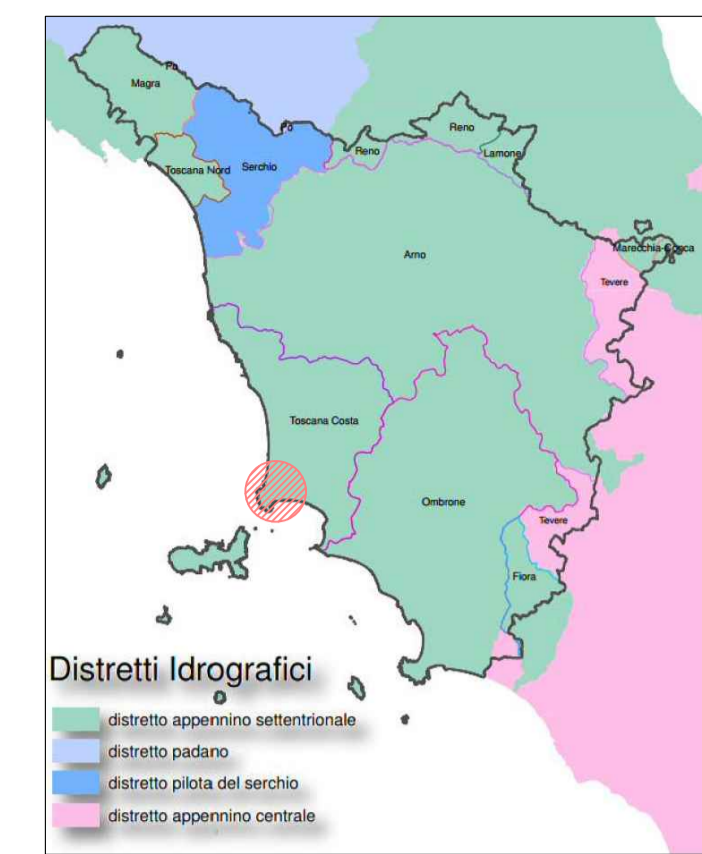 Po
Magra
Po
Reno
Toscana Nord
Serchio
Reno
Lamone
Arno
Marecchia-Conca
Tevere
Toscana Costa
Ombrone
Tevere
Fiora
Distretti Idrografici
distretto appennino settentrionale
distretto padano
distretto pilota del serchio
distretto appennino centrale